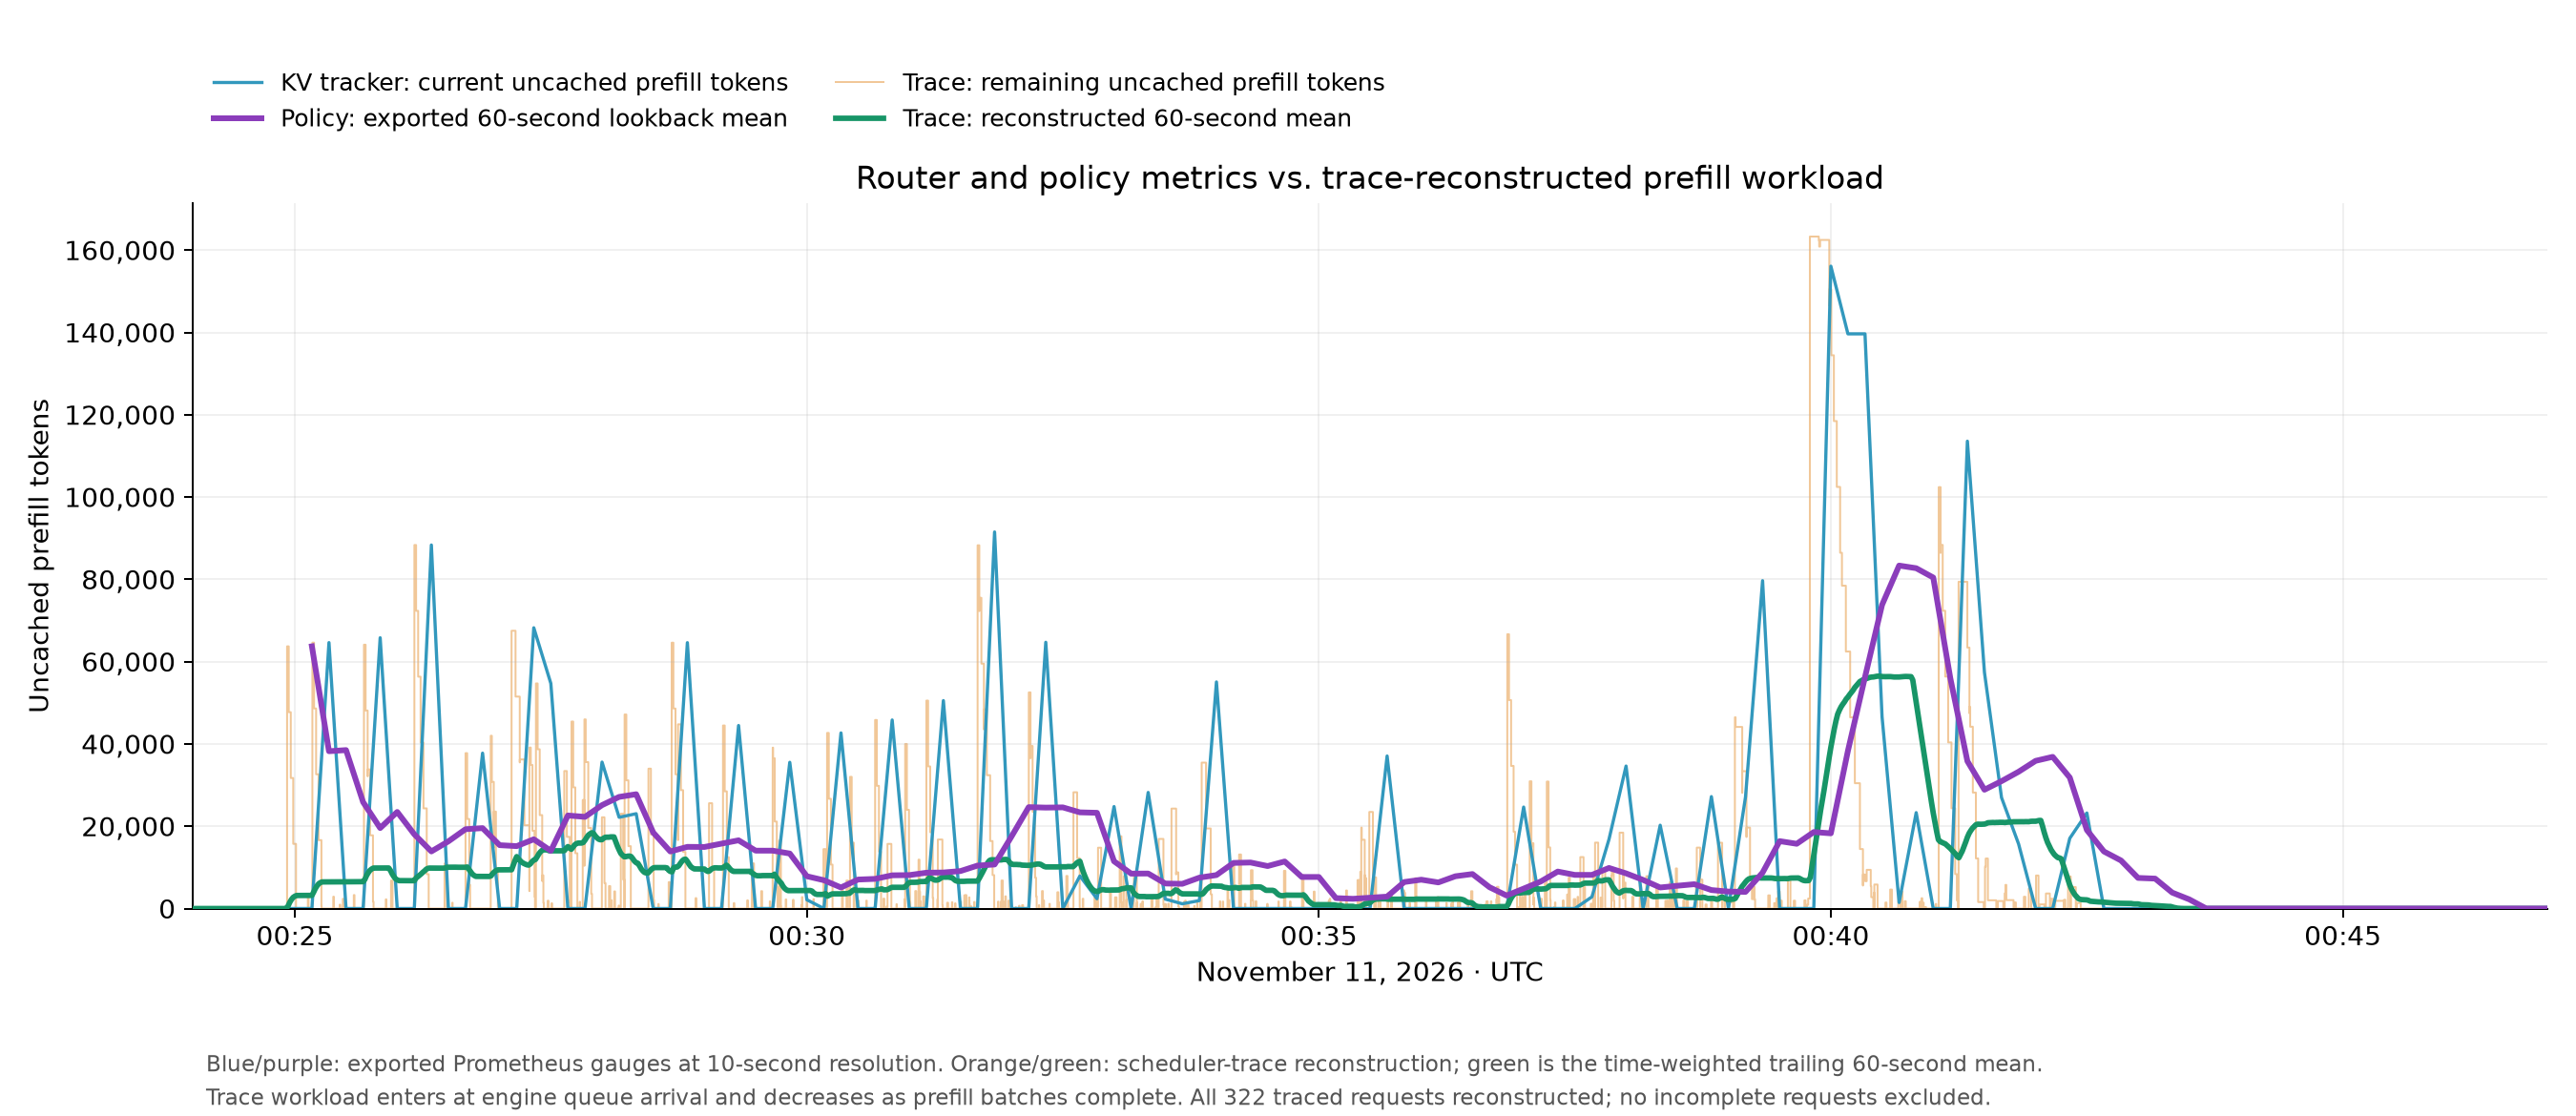 KV tracker: current uncached prefill tokens
Trace: remaining uncached prefill tokens
Policy: exported 60-second lookback mean
Trace: reconstructed 60-second mean
Router and policy metrics vs. trace-reconstructed prefill workload
Uncached prefill tokens
160,000
140,000
120,000
100,000
80,000
60,000
40,000
20,000
0
00:25
00:30
00:35
00:40
00:45
November 11, 2026 · UTC
Blue/purple: exported Prometheus gauges at 10-second resolution. Orange/green: scheduler-trace reconstruction; green is the time-weighted trailing 60-second mean.
Trace workload enters at engine queue arrival and decreases as prefill batches complete. All 322 traced requests reconstructed; no incomplete requests excluded.